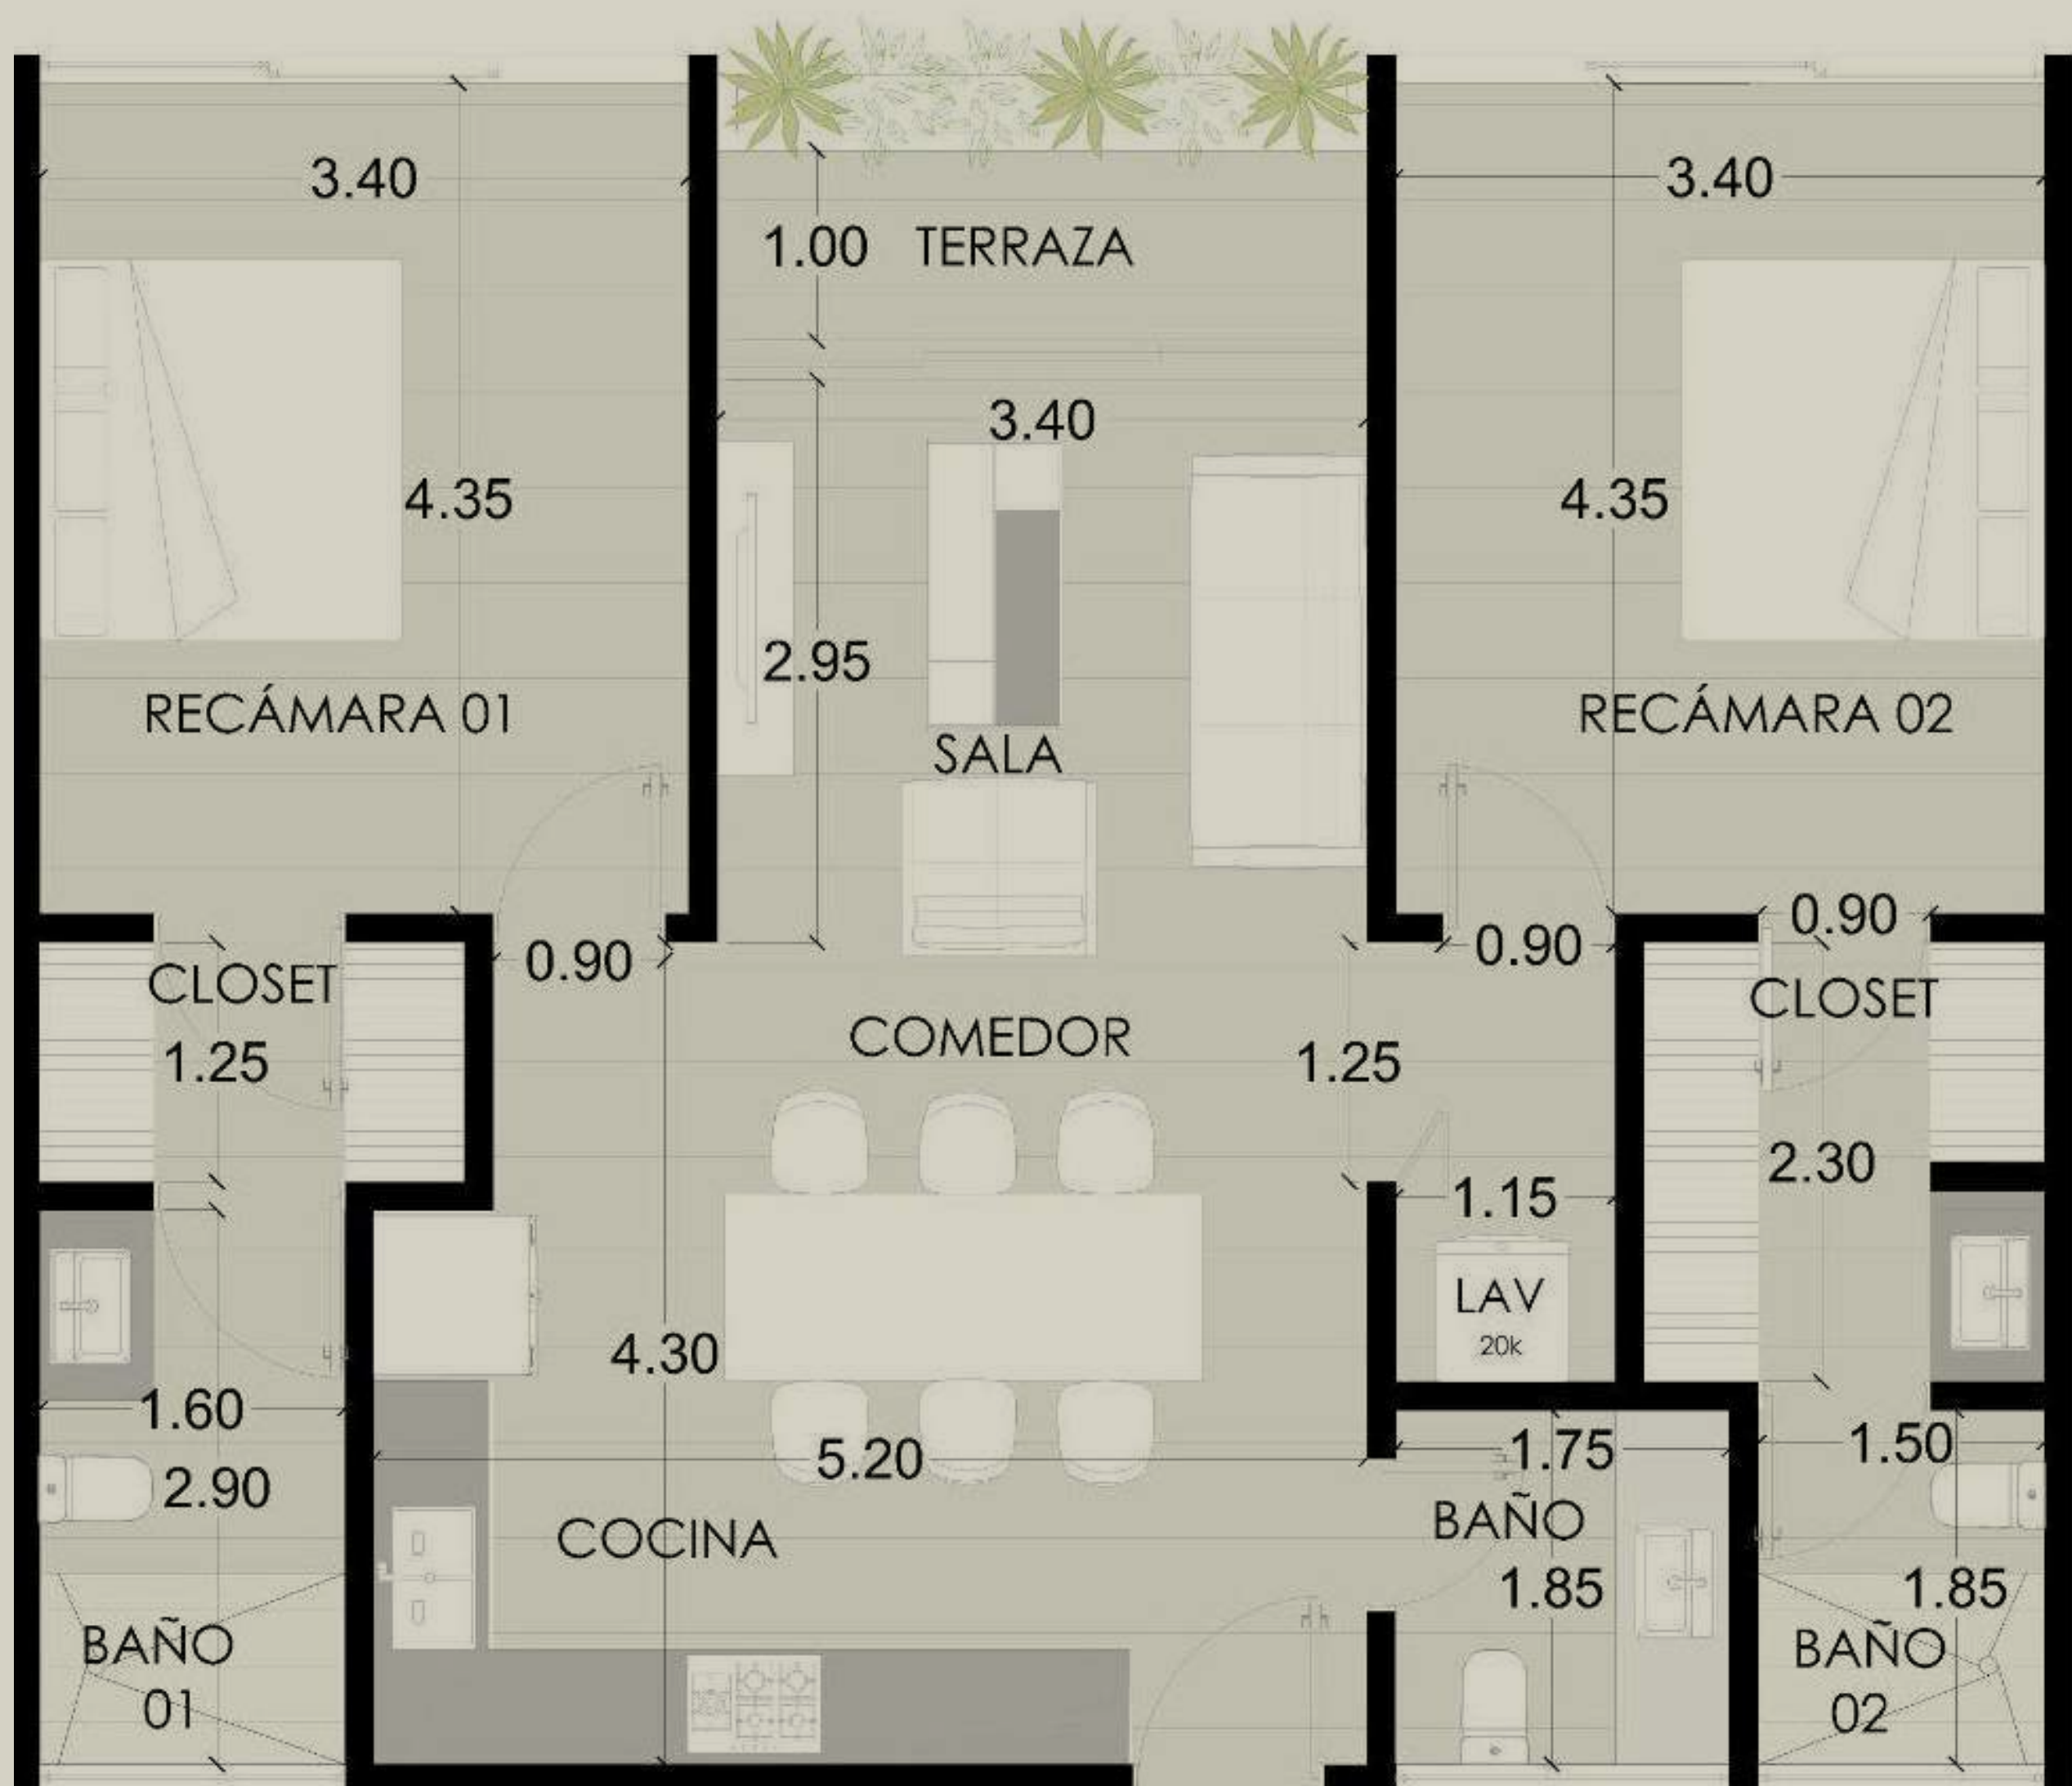 3.40
3.40
1.00 TERRAZA
3.40
4.35
4.35
2.95
RECÁMARA 01
RECÁMARA 02
SALA
0.90
0.90
0.90
CLOSET
CLOSET
COMEDOR
1.25
1.25
2.30
1.15
LAV
20k
4.30
1.60
5.20
1.75
1.50
2.90
BAÑO
COCINA
1.85
1.85
BAÑO
01
BAÑO
02